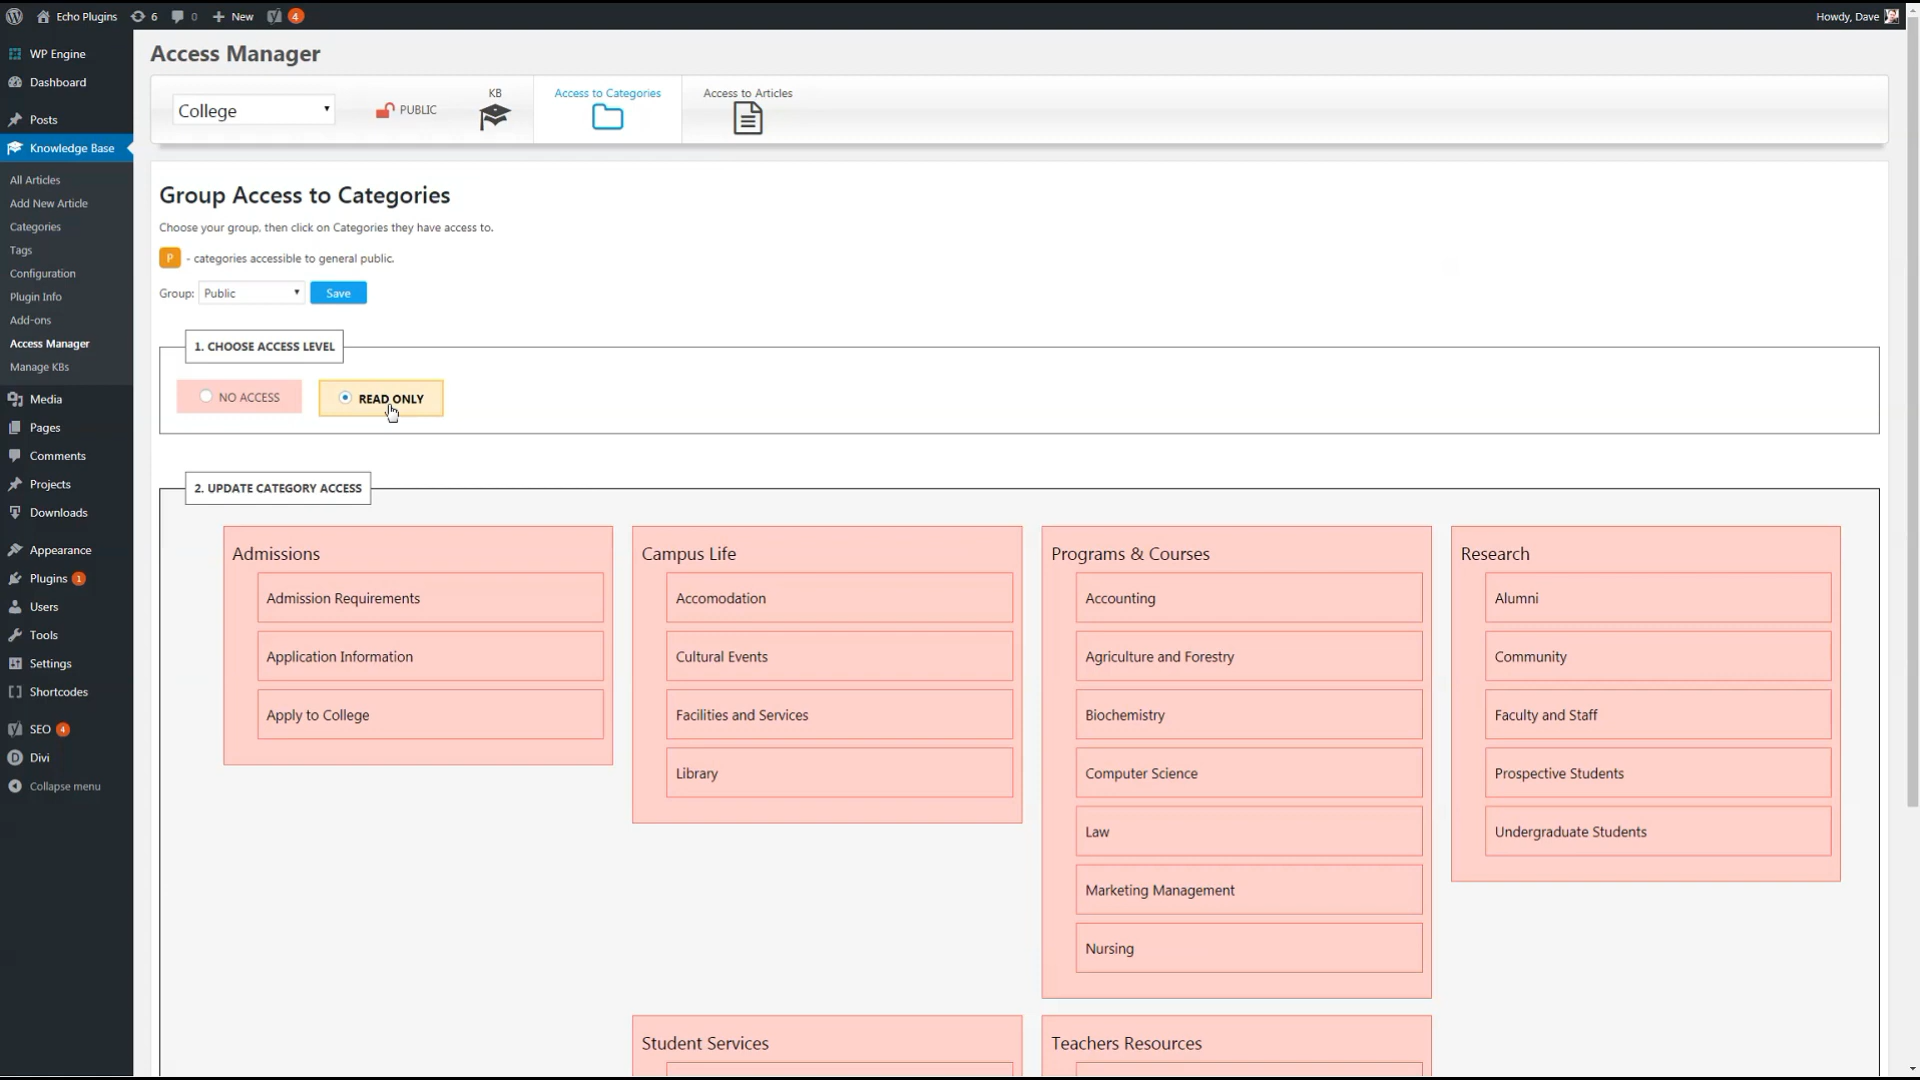 Echo Plugins
6
0
New
4
Howdy, Dave
WP Engine
Dashboard
Posts
Knowledge Base
All Articles
Add New Article
Categories
Tags
Configuration
Plugin Info
Add-ons
Access Manager
Manage KBs
Media
Pages
Comments
Projects
Downloads
Appearance
Plugins 1
Users
Tools
Settings
Shortcodes
SEO 4
Divi
Collapse menu
Access Manager
College
PUBLIC
KB
Access to Categories
Access to Articles
Group Access to Categories
Choose your group, then click on Categories they have access to.
P - categories accessible to general public.
Group: Public Save
1. CHOOSE ACCESS LEVEL
NO ACCESS
READ ONLY
2. UPDATE CATEGORY ACCESS
Admissions
Admission Requirements
Application Information
Apply to College
Campus Life
Accomodation
Cultural Events
Facilities and Services
Library
Programs & Courses
Accounting
Agriculture and Forestry
Biochemistry
Computer Science
Law
Marketing Management
Nursing
Research
Alumni
Community
Faculty and Staff
Prospective Students
Undergraduate Students
Student Services
Teachers Resources